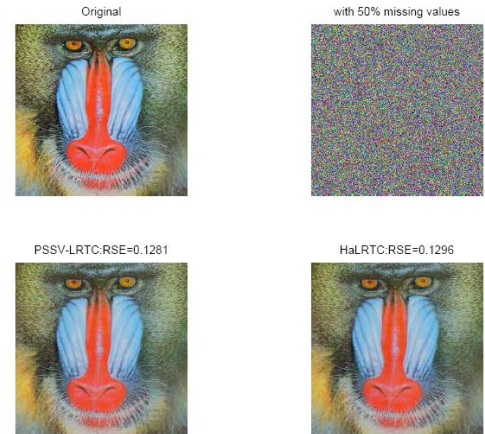 Original
with 50% missing values
PSSV-LRTC:RSE=0.1281
HaLRTC:RSE=0.1296